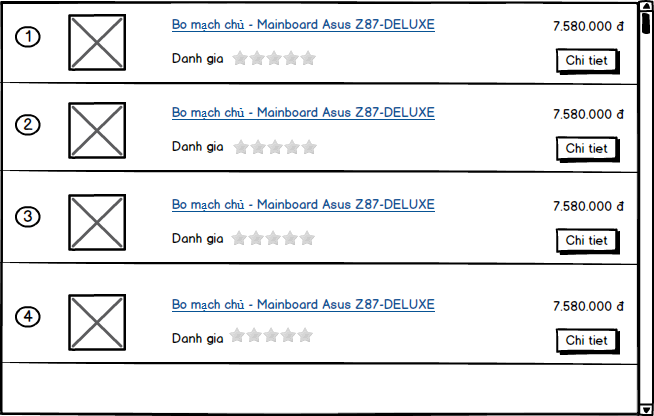 1
Bo mạch chủ - Mainboard Asus Z87-DELUXE
7.580.000 đ
Danh gia
Chi tiet
2
Bo mạch chủ - Mainboard Asus Z87-DELUXE
7.580.000 đ
Danh gia
Chi tiet
3
Bo mạch chủ - Mainboard Asus Z87-DELUXE
7.580.000 đ
Danh gia
Chi tiet
4
Bo mạch chủ - Mainboard Asus Z87-DELUXE
7.580.000 đ
Danh gia
Chi tiet